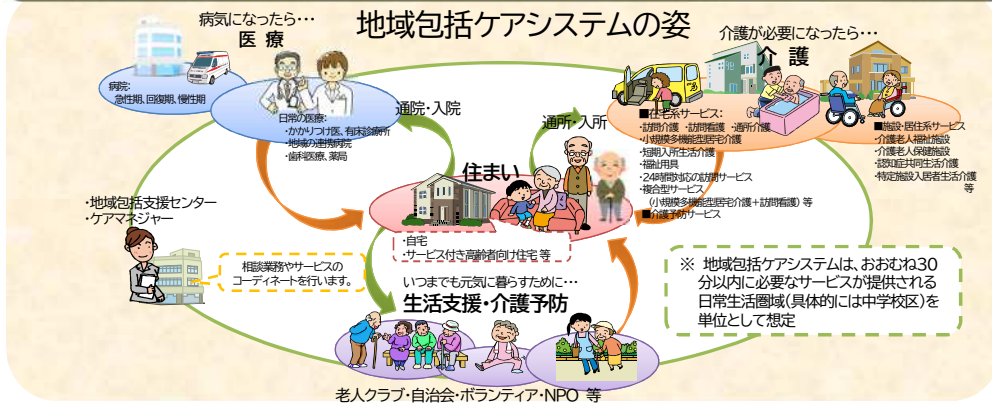 地域包括ケアシステムの姿
病気になったら･･･
医 療
病院:
急性期、回復期、慢性期
日常の医療:
・かかりつけ医、有床診療所
・地域の連携病院
・歯科医療、薬局
通院・入院
通所・入所
介護が必要になったら･･･
介 護
■在宅系サービス:
・訪問介護 ・訪問看護 ・通所介護
・小規模多機能型居宅介護
・短期入所生活介護
・福祉用具
・24時間対応の訪問サービス
・複合型サービス
(小規模多機能型居宅介護+訪問看護) 等
■介護予防サービス
■施設・居住系サービス
・介護老人福祉施設
・介護老人保健施設
・認知症共同生活介護
・特定施設入居者生活介護
等
住まい
・自宅
・サービス付き高齢者向け住宅 等
・地域包括支援センター
・ケアマネジャー
相談業務やサービスの
コーディネートを行います。
いつまでも元気に暮らすために･･･
生活支援・介護予防
老人クラブ・自治会・ボランティア・NPO 等
※ 地域包括ケアシステムは、おおむね30
分以内に必要なサービスが提供される
日常生活圏域(具体的には中学校区)を
単位として想定